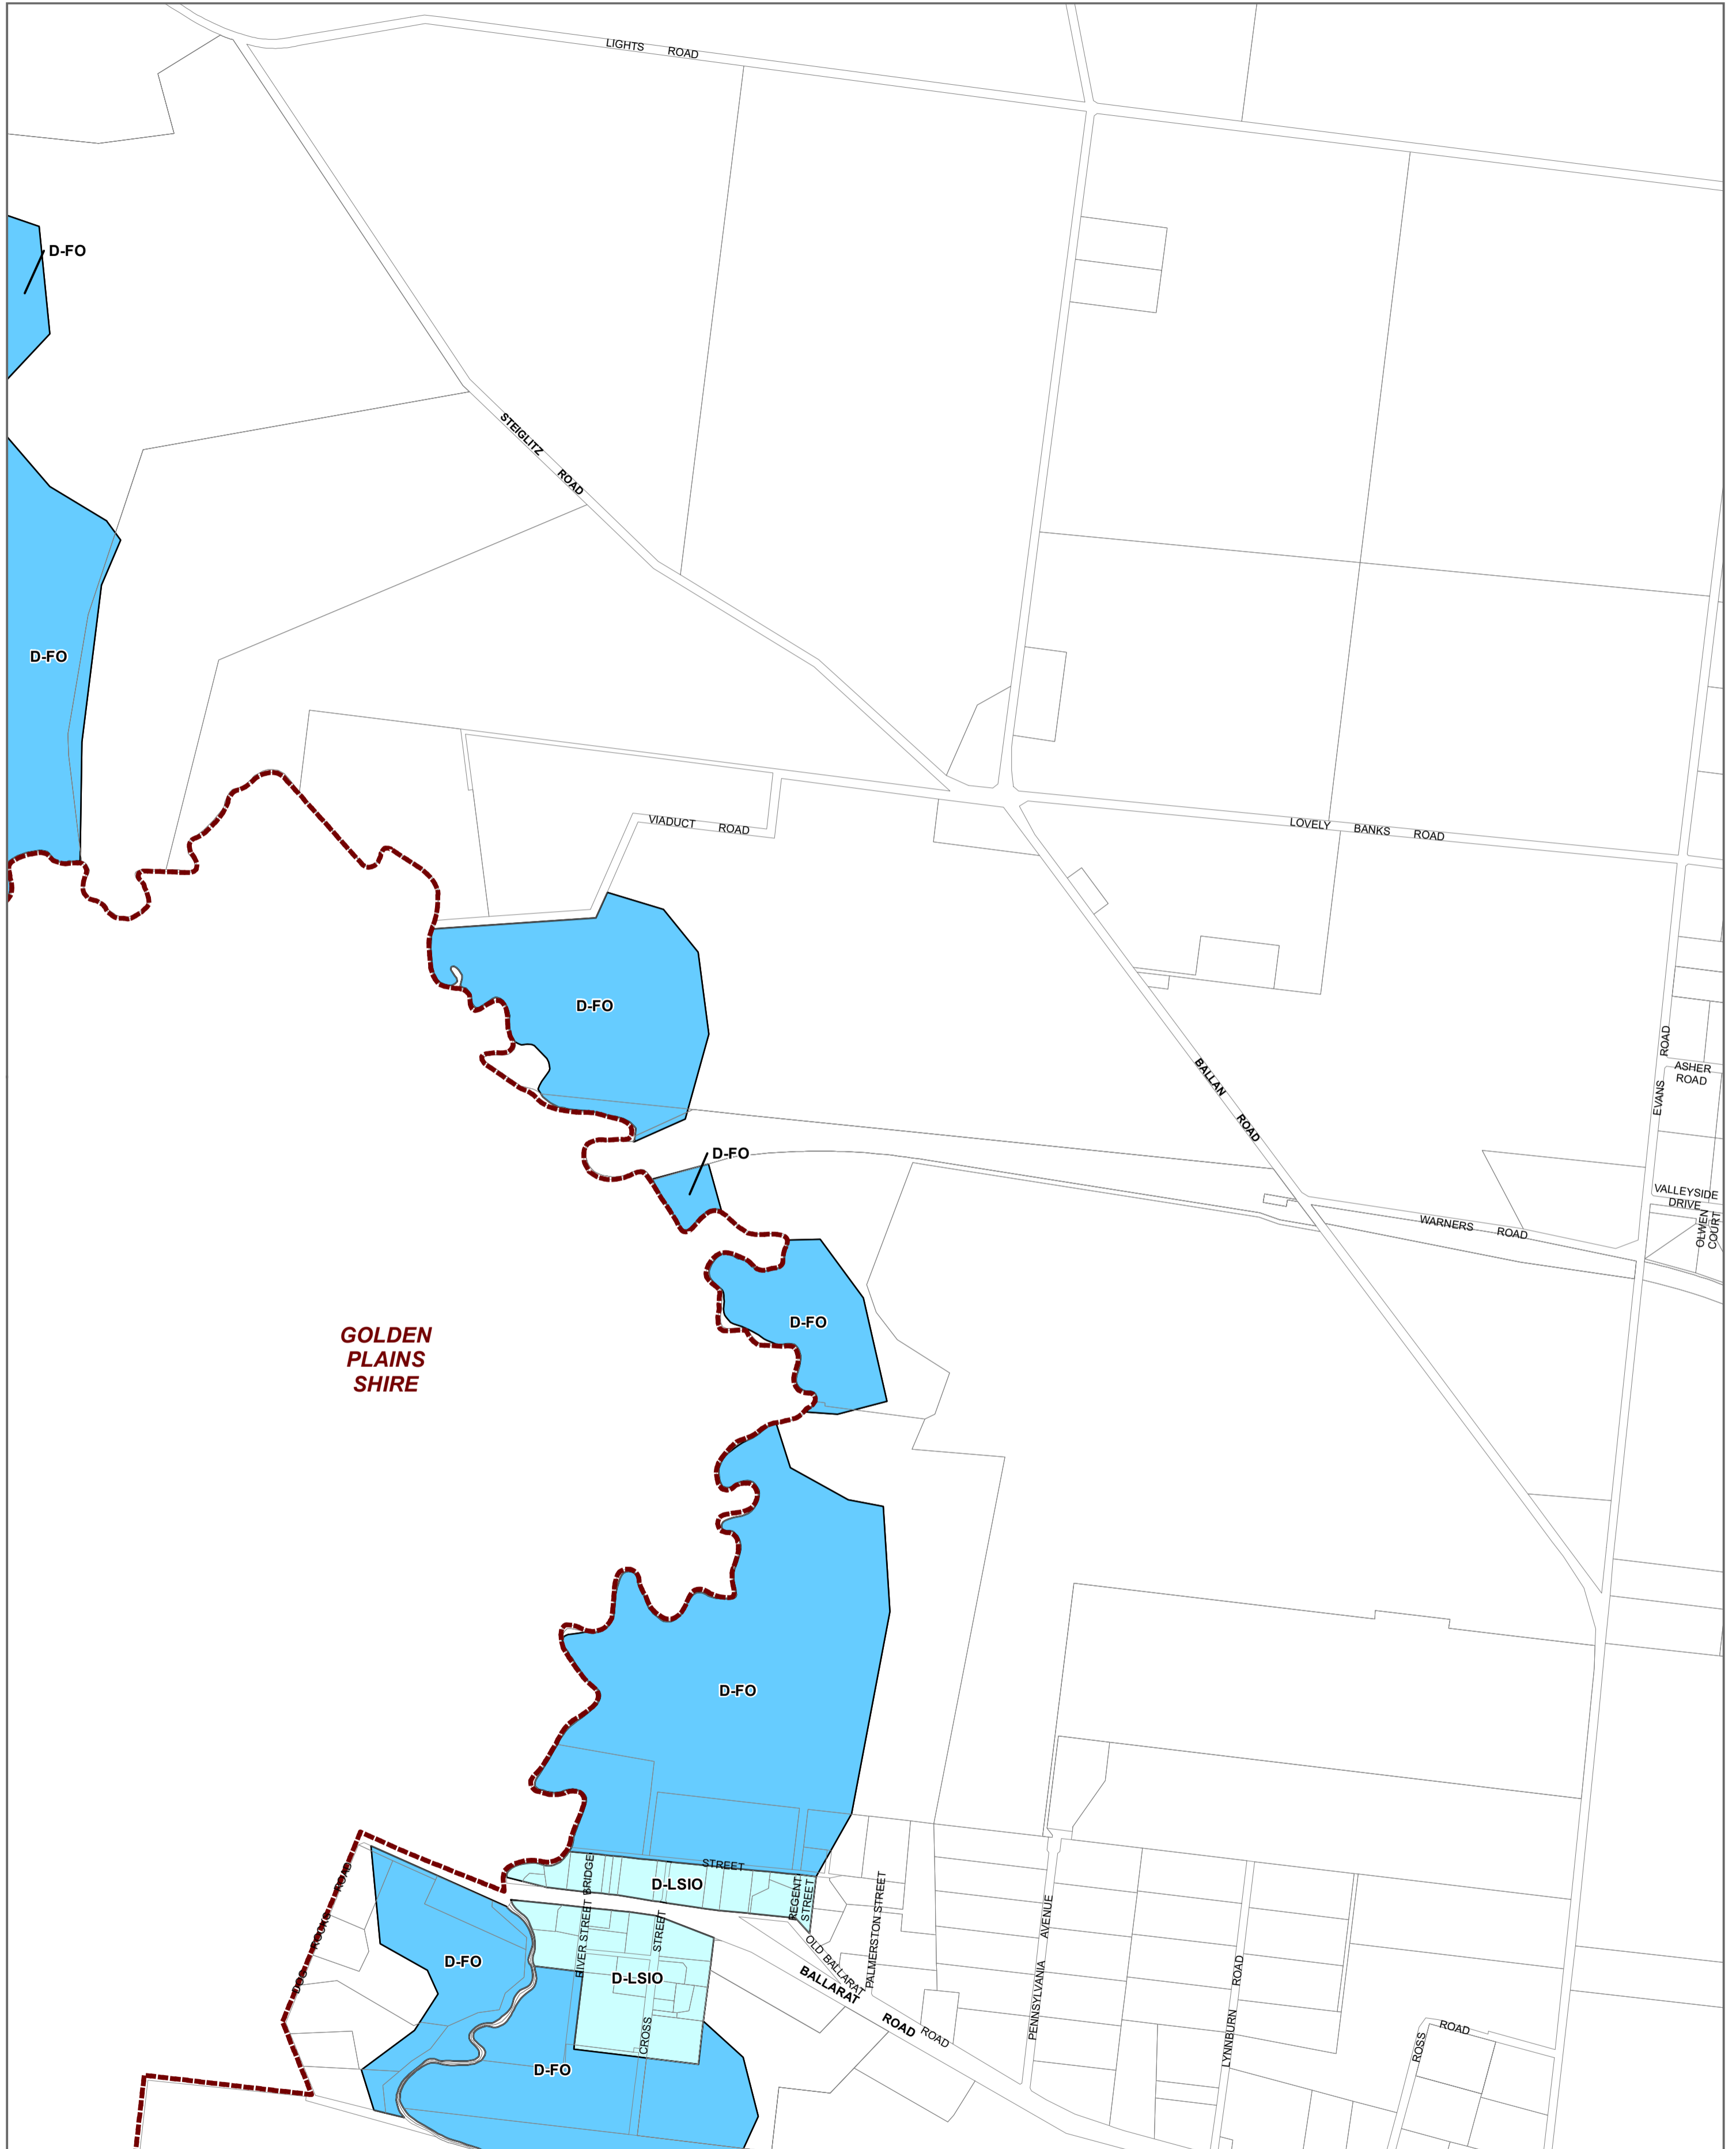 LIGHTS ROAD
D-FO
STEIGLITZ ROAD
D-FO
VIADUCT ROAD
LOVELY BANKS ROAD
D-FO
EVANS ROAD
ASHER
ROAD
BALLAN ROAD
D-FO
VALLEYSIDE
DRIVE
OLWEN
COURT
WARNERS ROAD
D-FO
GOLDEN
PLAINS
SHIRE
D-FO
STREET
D-LSIO
REGENT
STREET
RIVER STREET BRIDGE
CROSS STREET
PALMERSTON STREET
PENNSYLVANIA AVENUE
DOG ROCKS ROAD
D-FO
D-LSIO
OLD BALLARAT ROAD
BALLARAT ROAD
LYNNBURN ROAD
ROSS ROAD
D-FO